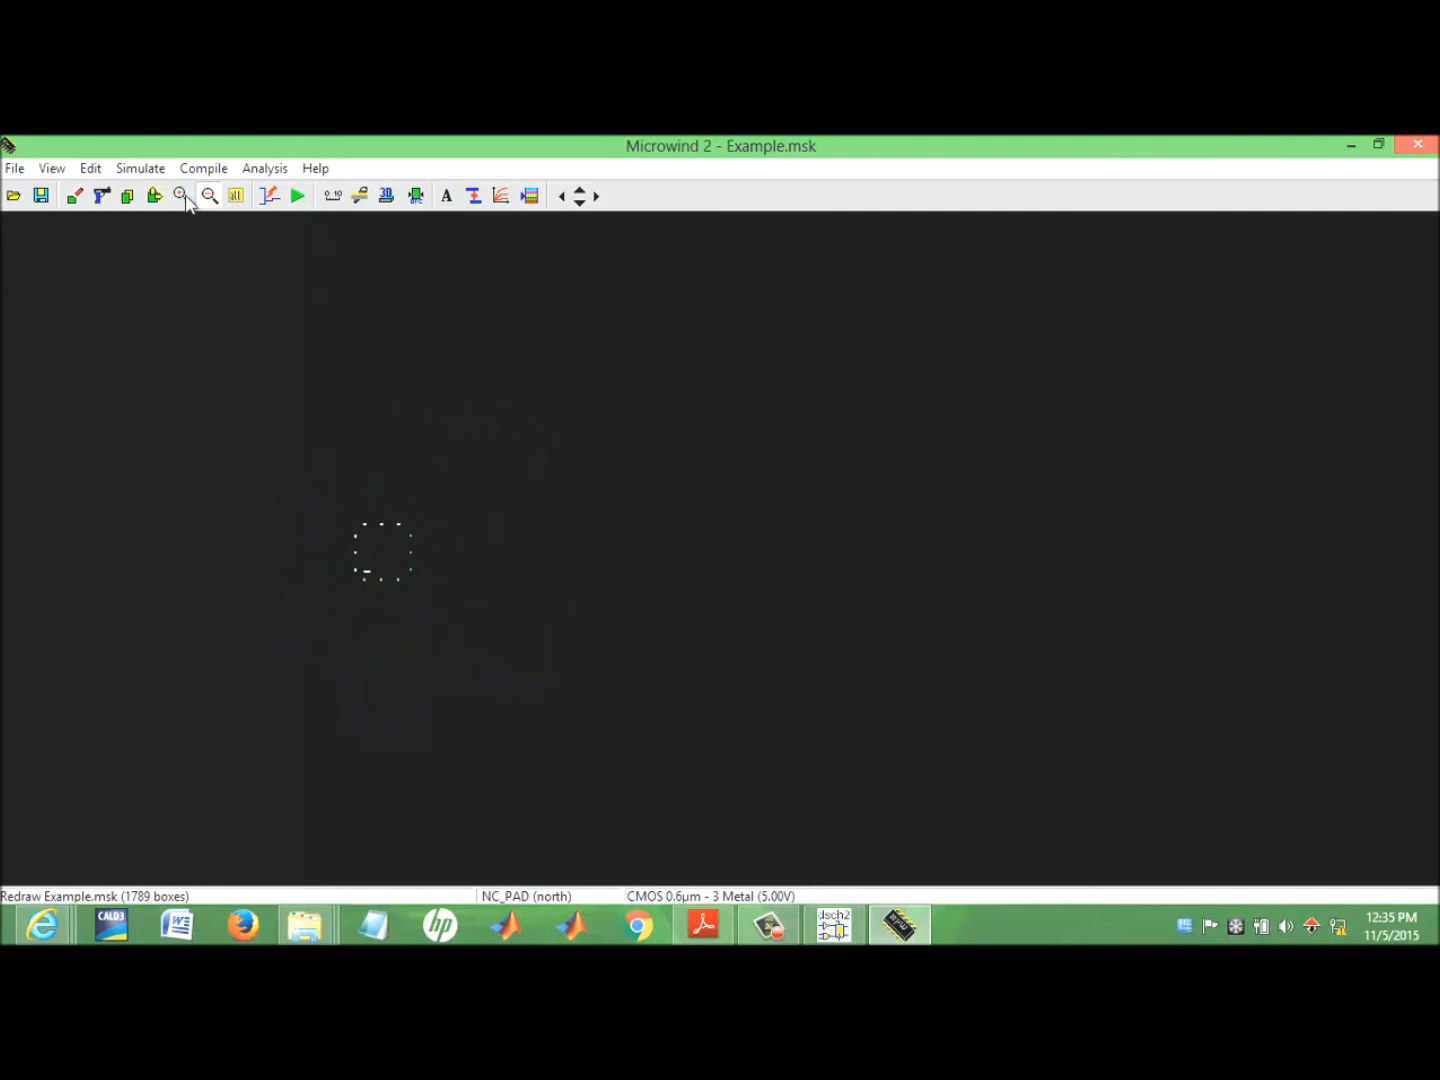 Microwind 2 - Example.msk
File View Edit Simulate Compile Analysis Help
3D
A
Redraw Example.msk (1789 boxes) NC_PAD (north) CMOS 0.6µm - 3 Metal (5.00V)
CALD3
dsch2
hp
12:35 PM
11/5/2015